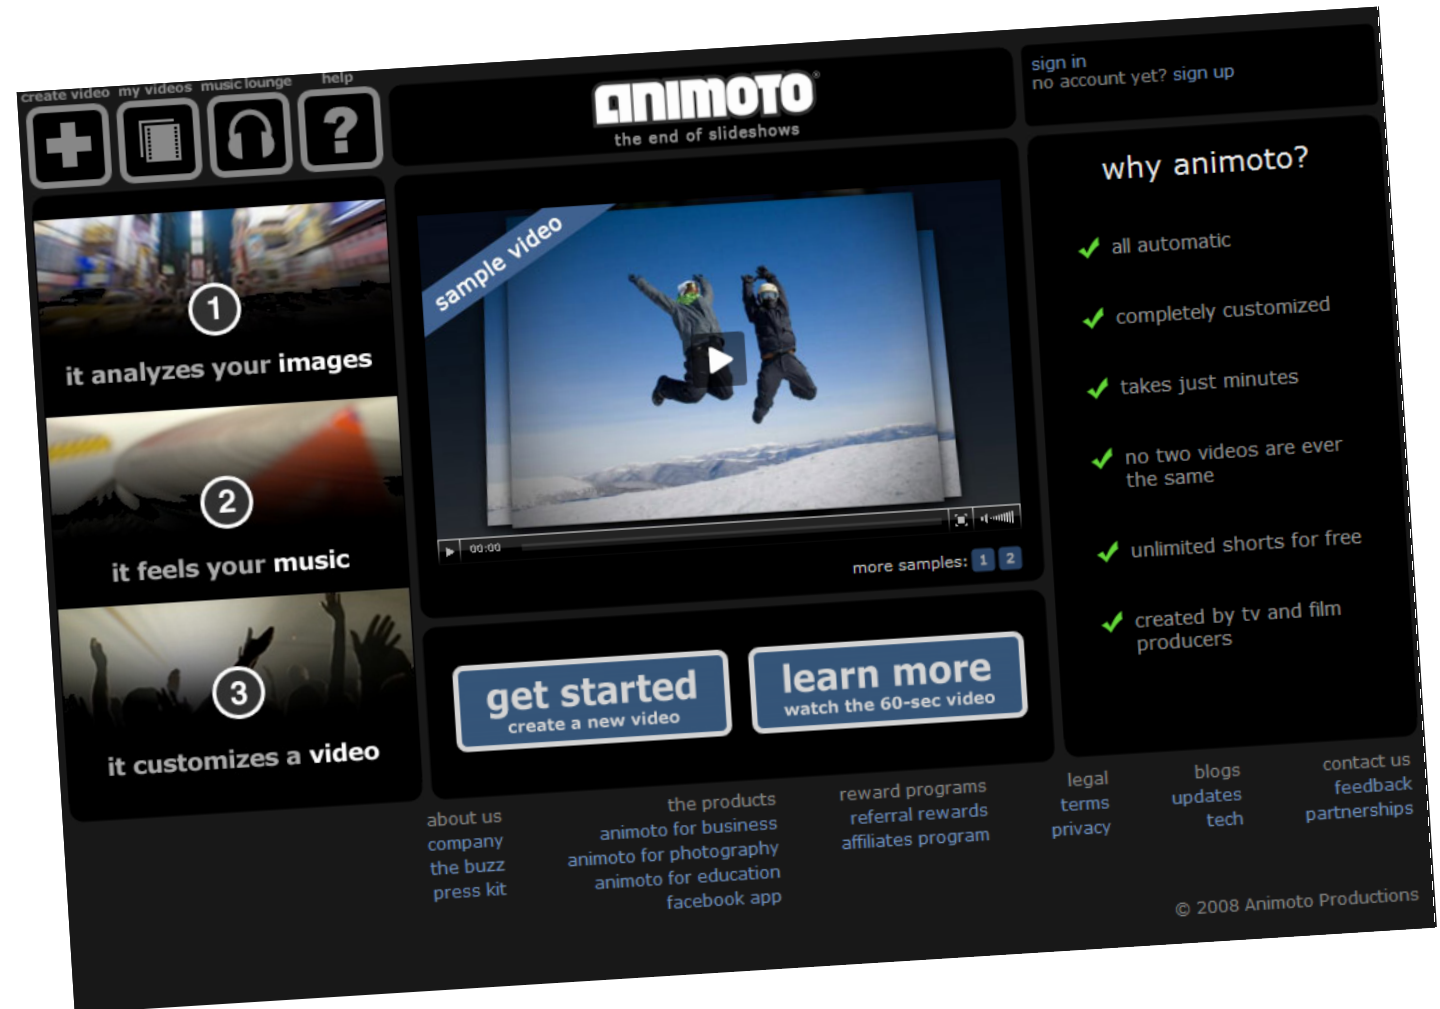 create video my videos music lounge help
ANIMOTO®
the end of slideshows
sign in
no account yet? sign up
1
it analyzes your images
2
it feels your music
3
it customizes a video
sample video
00:00
more samples: 1 2
get started
create a new video
learn more
watch the 60-sec video
why animoto?
all automatic
completely customized
takes just minutes
no two videos are ever
the same
unlimited shorts for free
created by tv and film
producers
about us
company
the buzz
press kit
the products
animoto for business
animoto for photography
animoto for education
facebook app
reward programs
referral rewards
affiliates program
legal
terms
privacy
blogs
updates
tech
contact us
feedback
partnerships
© 2008 Animoto Productions